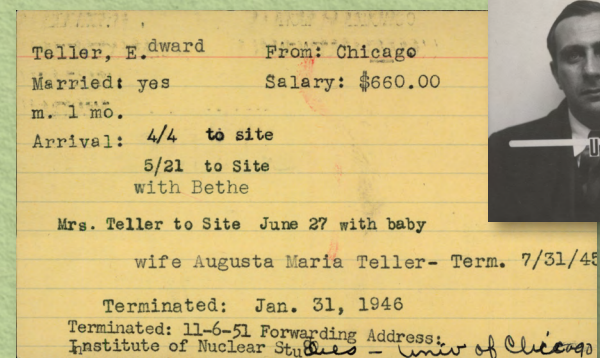 Teller, E.dward From: Chicago
Married: yes Salary: $660.00
m. 1 mo.
Arrival: 4/4 to site
5/21 to Site
with Bethe
Mrs. Teller to Site June 27 with baby
wife Augusta Maria Teller- Term. 7/31/45
Terminated: Jan. 31, 1946
Terminated: 11-6-51 Forwarding Address:
Institute of Nuclear Studies - Univ of Chicago
U